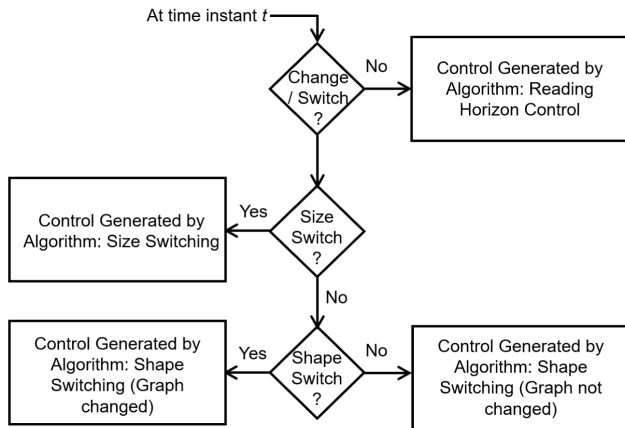 At time instant t
Change
/ Switch
?
No
Control Generated by
Algorithm: Reading
Horizon Control
Control Generated by
Algorithm: Size Switching
Yes
Size
Switch
?
No
Control Generated by
Algorithm: Shape
Switching (Graph
changed)
Yes
Shape
Switch
?
No
Control Generated by
Algorithm: Shape
Switching (Graph not
changed)